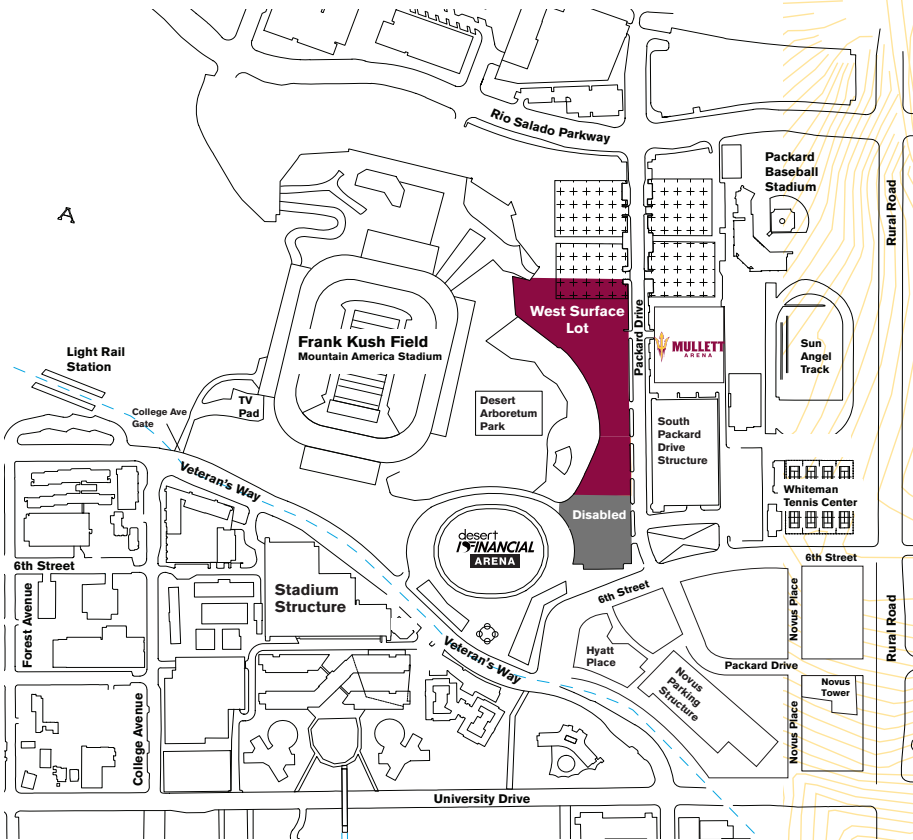 Rio Salado Parkway
Packard
Baseball
Stadium
Rural Road
A
West Surface
Lot
Packard Drive
Frank Kush Field
Mountain America Stadium
MULLETT
ARENA
Sun
Angel
Track
Light Rail
Station
TV
Pad
College Ave
Gate
Desert
Arboretum
Park
South
Packard
Drive
Structure
Veteran's Way
Whiteman
Tennis Center
Disabled
desert
FINANCIAL
ARENA
6th Street
6th Street
Stadium
Structure
6th Street
Forest Avenue
Novus Place
Rural Road
Veteran's Way
Hyatt
Place
Packard Drive
Novus
Parking
Structure
Novus
Tower
College Avenue
Novus Place
University Drive